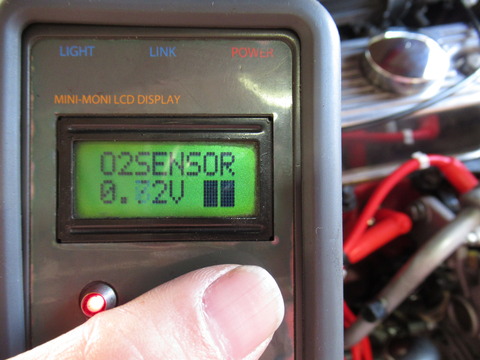 LIGHT LINK POWER
MINI-MONI LCD DISPLAY
O2SENSOR